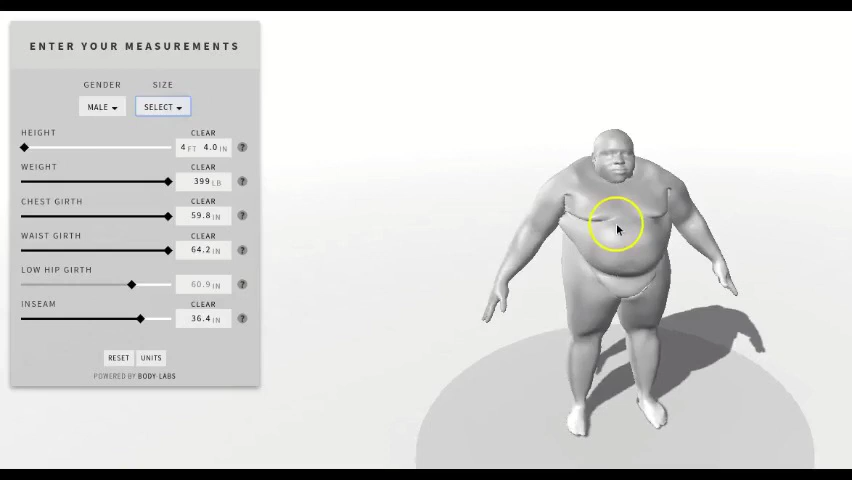 ENTER YOUR MEASUREMENTS
GENDER SIZE
MALE SELECT
HEIGHT CLEAR
4 FT 4.0 IN ?
WEIGHT CLEAR
399 LB ?
CHEST GIRTH CLEAR
59.8 IN ?
WAIST GIRTH CLEAR
64.2 IN ?
LOW HIP GIRTH
60.9 IN ?
INSEAM CLEAR
36.4 IN ?
RESET UNITS
POWERED BY BODY-LABS